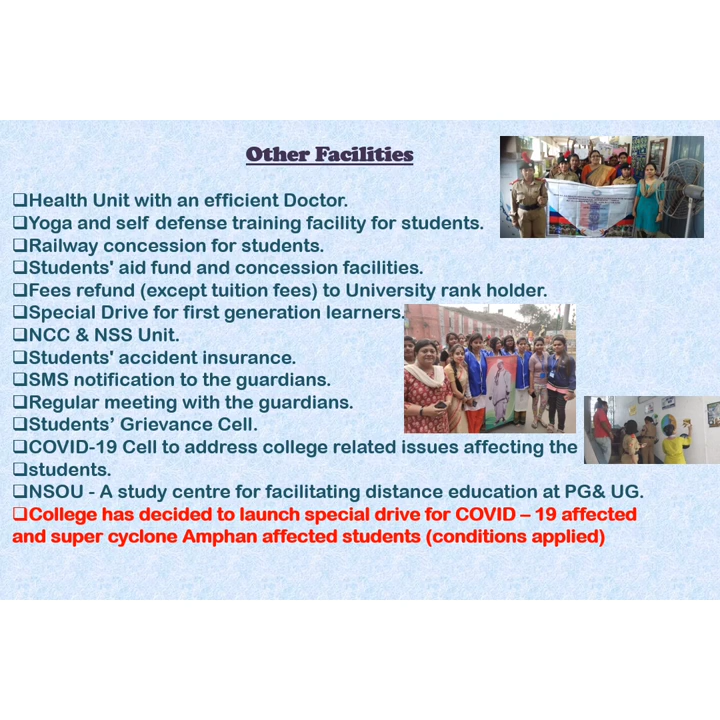 Other Facilities
❑Health Unit with an efficient Doctor.
❑Yoga and self defense training facility for students.
❑Railway concession for students.
❑Students' aid fund and concession facilities.
❑Fees refund (except tuition fees) to University rank holder.
❑Special Drive for first generation learners.
❑NCC & NSS Unit.
❑Students' accident insurance.
❑SMS notification to the guardians.
❑Regular meeting with the guardians.
❑Students’ Grievance Cell.
❑COVID-19 Cell to address college related issues affecting the
❑students.
❑NSOU - A study centre for facilitating distance education at PG& UG.
❑College has decided to launch special drive for COVID – 19 affected
and super cyclone Amphan affected students (conditions applied)